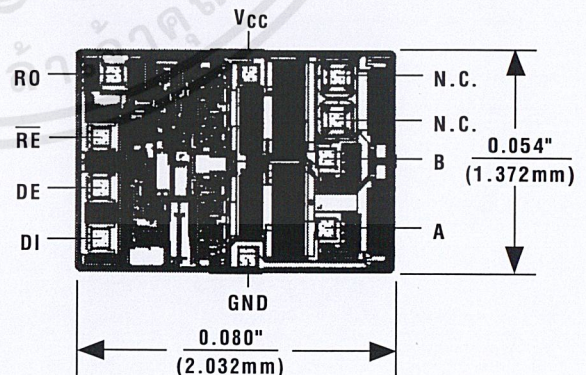 VCC
RO
N.C.
RE
N.C.
0.054"
(1.372mm)
B
DE
A
DI
GND
0.080"
(2.032mm)